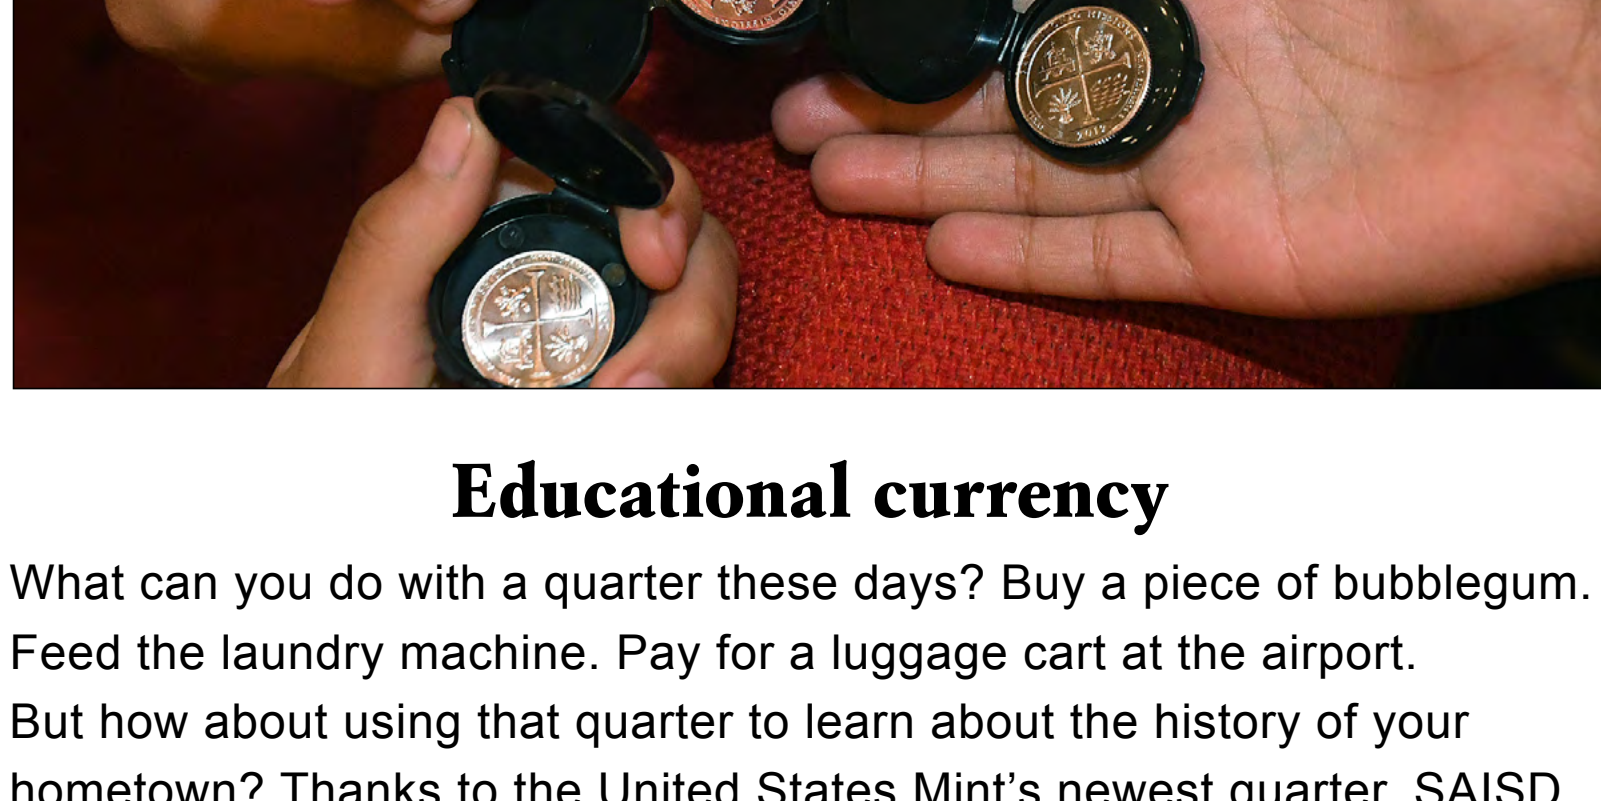 2019
Educational currency
What can you do with a quarter these days? Buy a piece of bubblegum.
Feed the laundry machine. Pay for a luggage cart at the airport.
But how about using that quarter to learn about the history of your
hometown? Thanks to the United States Mint’s newest quarter, SAISD